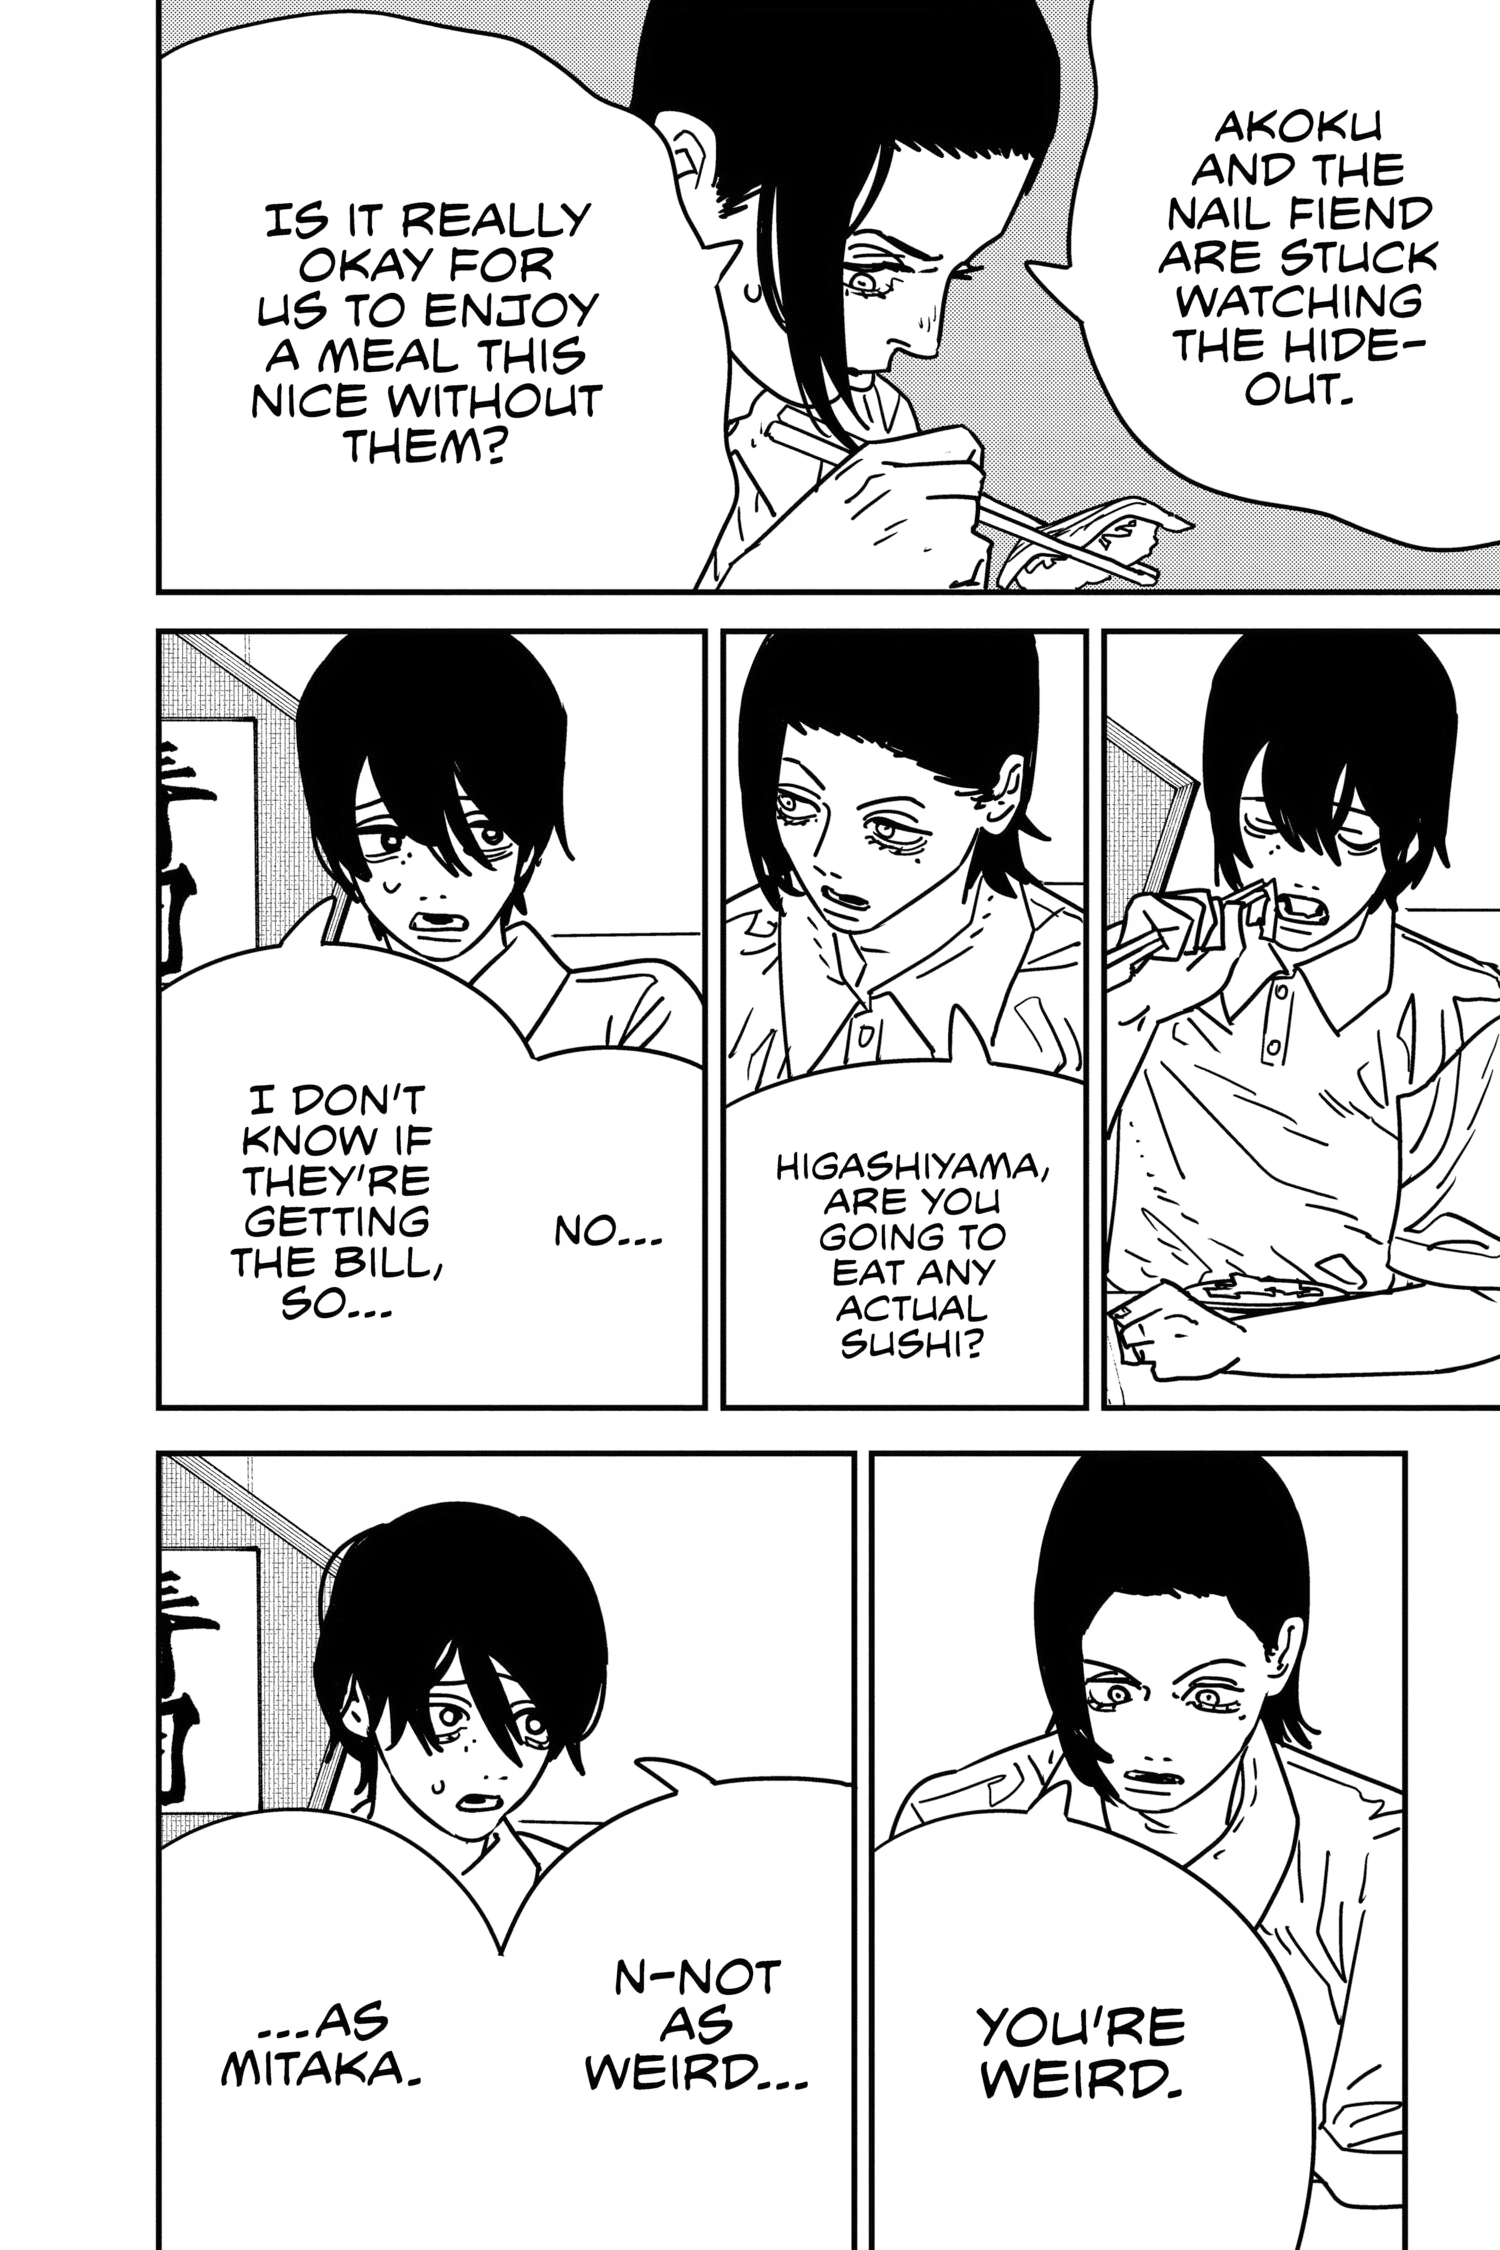 AKOKU
AND THE
NAIL FIEND
ARE STUCK
WATCHING
THE HIDE-
OUT.
IS IT REALLY
OKAY FOR
US TO ENJOY
A MEAL THIS
NICE WITHOUT
THEM?
HIGASHIYAMA,
ARE YOU
GOING TO
EAT ANY
ACTUAL
SUSHI?
NO...
I DON'T
KNOW IF
THEY'RE
GETTING
THE BILL,
SO...
YOU'RE
WEIRD.
N-NOT
AS
WEIRD...
...AS
MITAKA.